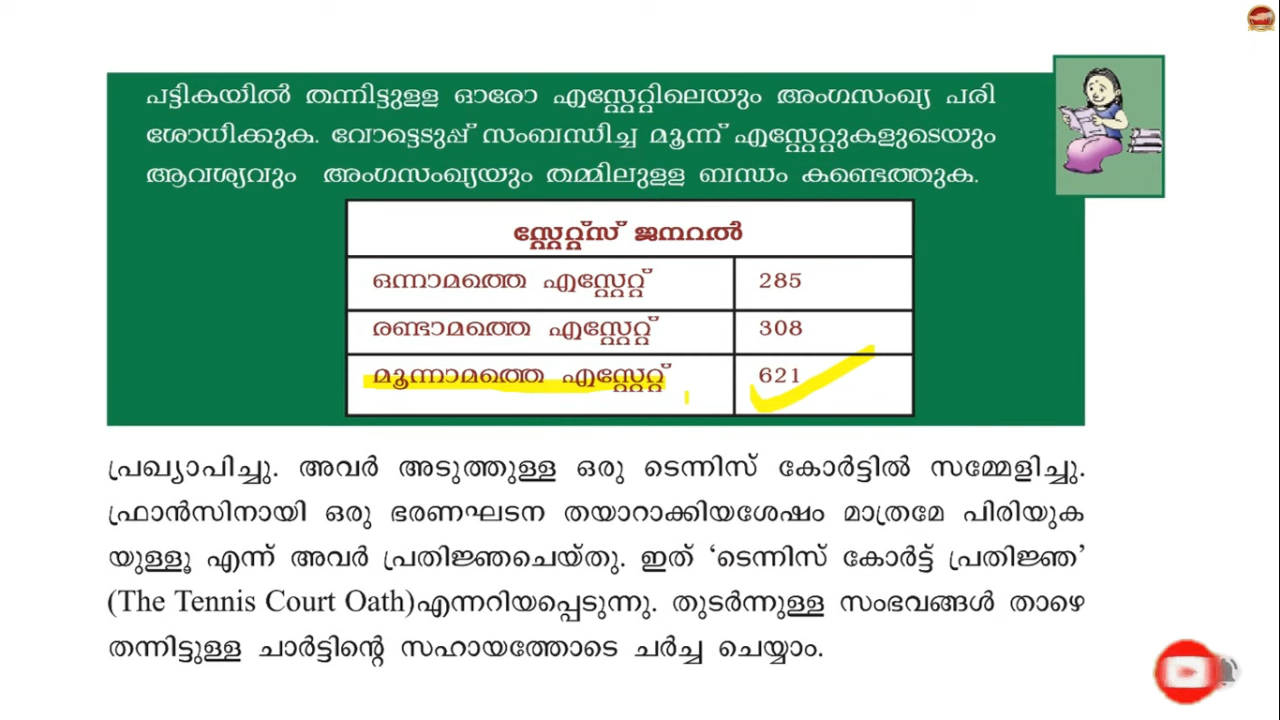 പട്ടികയിൽ തന്നിട്ടുളള ഓരോ എസ്റ്റേറ്റിലെയും അംഗസംഖ്യ പരി
ശോധിക്കുക. വോട്ടെടുപ്പ് സംബന്ധിച്ച മൂന്ന് എസ്റ്റേറ്റുകളുടെയും
ആവശ്യവും അംഗസംഖ്യയും തമ്മിലുളള ബന്ധം കണ്ടെത്തുക.
സ്റ്റേറ്റ്സ് ജനറൽ
ഒന്നാമത്തെ എസ്റ്റേറ്റ് 285
രണ്ടാമത്തെ എസ്റ്റേറ്റ് 308
മൂന്നാമത്തെ എസ്റ്റേറ്റ് 621
പ്രഖ്യാപിച്ചു. അവർ അടുത്തുള്ള ഒരു ടെന്നിസ് കോർട്ടിൽ സമ്മേളിച്ചു.
ഫ്രാൻസിനായി ഒരു ഭരണഘടന തയാറാക്കിയശേഷം മാത്രമേ പിരിയുക
യുള്ളൂ എന്ന് അവർ പ്രതിജ്ഞചെയ്തു. ഇത് ‘ടെന്നിസ് കോർട്ട് പ്രതിജ്ഞ’
(The Tennis Court Oath)എന്നറിയപ്പെടുന്നു. തുടർന്നുള്ള സംഭവങ്ങൾ താഴെ
തന്നിട്ടുള്ള ചാർട്ടിന്റെ സഹായത്തോടെ ചർച്ച ചെയ്യാം.